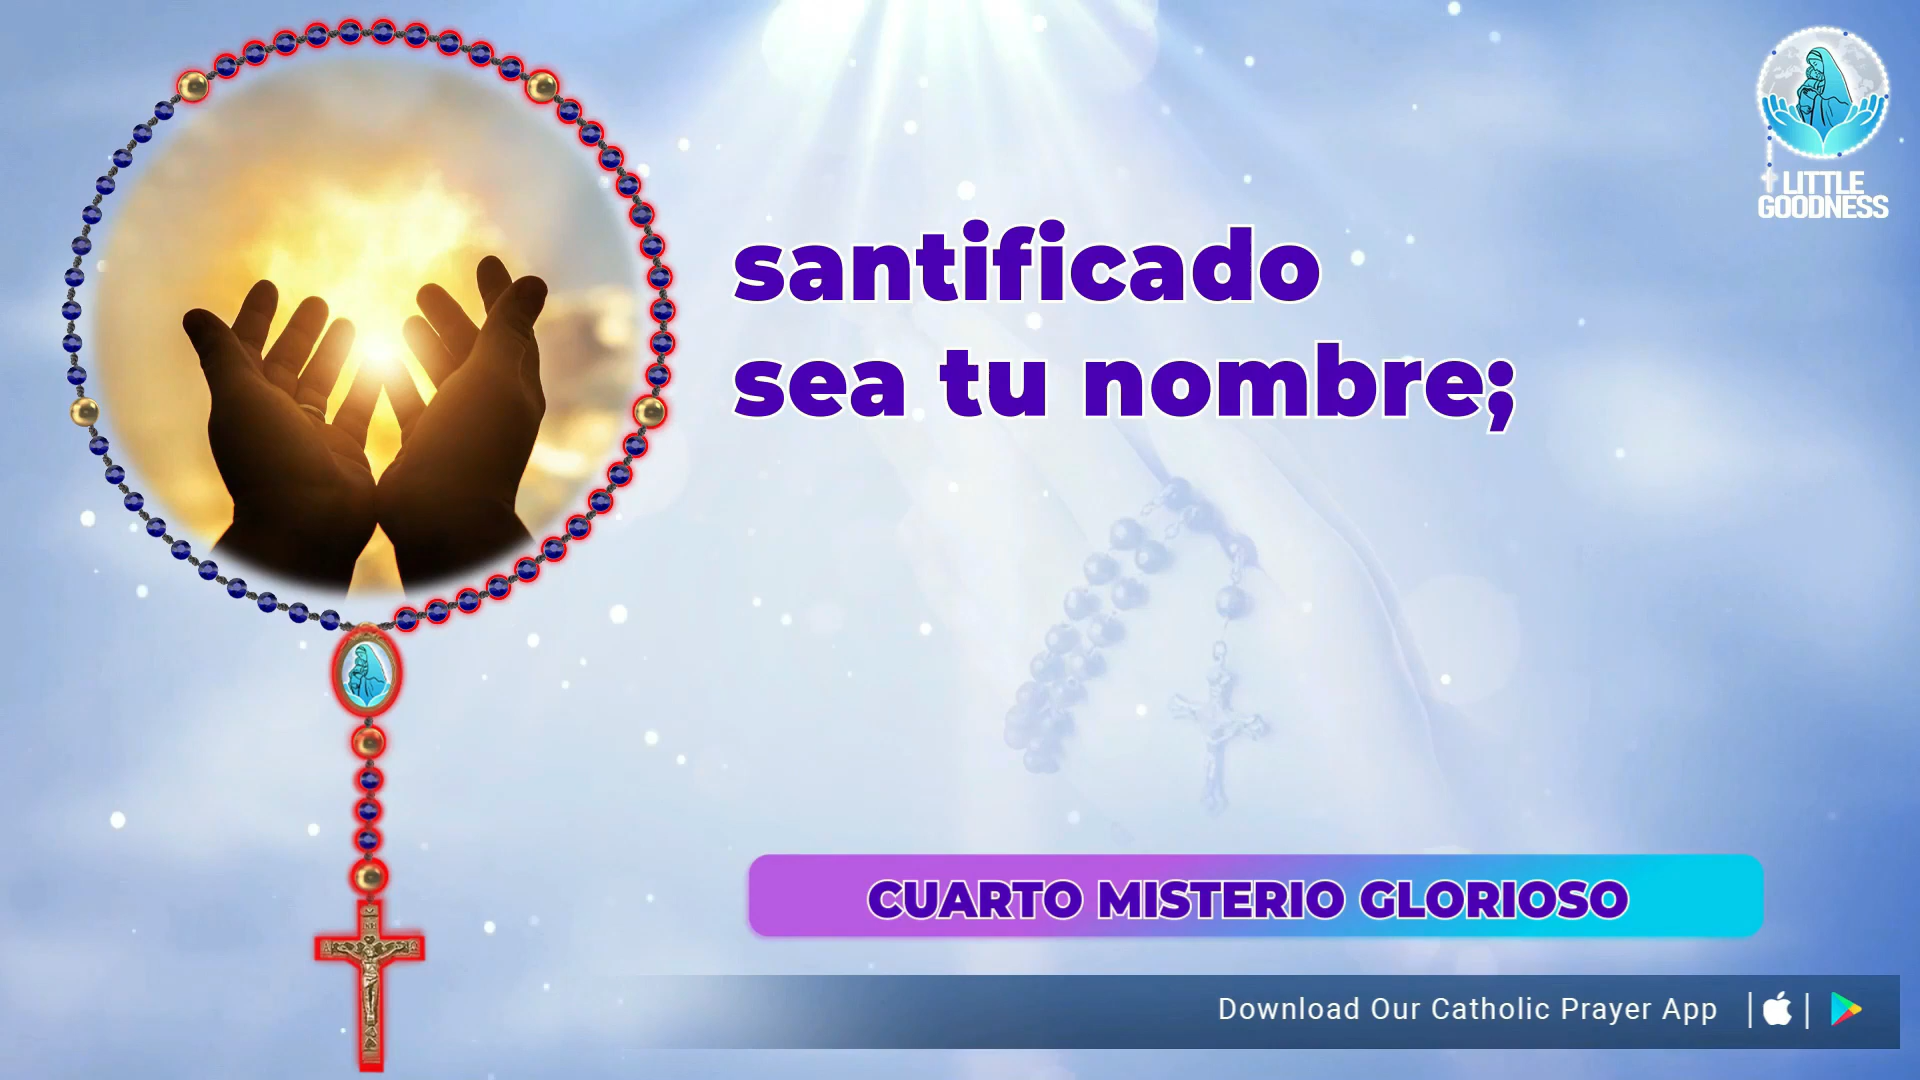 LITTLE
GOODNESS
santificado
sea tu nombre;
CUARTO MISTERIO GLORIOSO
Download Our Catholic Prayer App